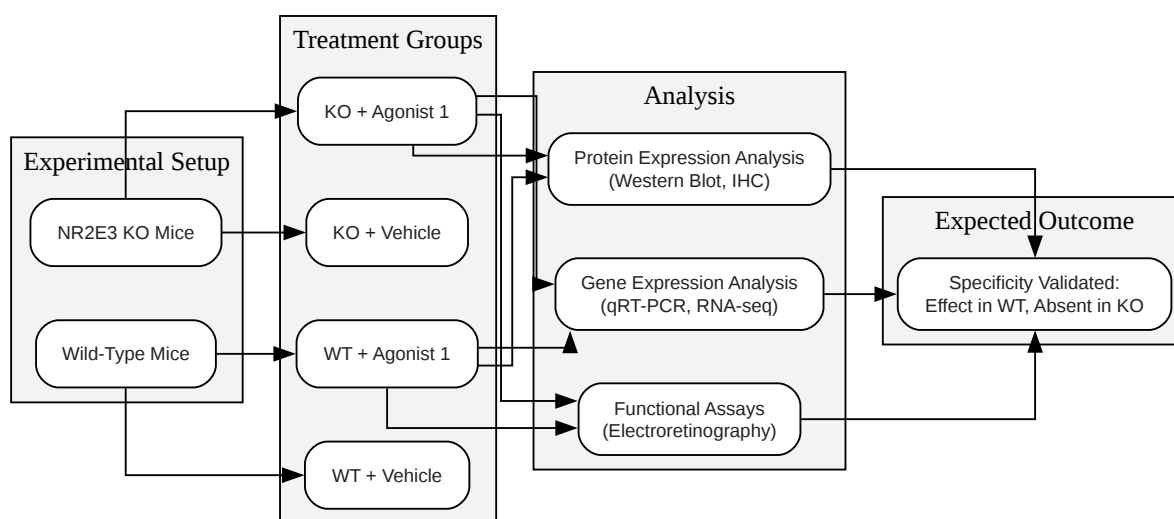 Experimental Setup
NR2E3 KO Mice
Wild-Type Mice
Treatment Groups
KO + Agonist 1
KO + Vehicle
WT + Agonist 1
WT + Vehicle
Analysis
Protein Expression Analysis
(Western Blot, IHC)
Gene Expression Analysis
(qRT-PCR, RNA-seq)
Functional Assays
(Electroretinography)
Expected Outcome
Specificity Validated:
Effect in WT, Absent in KO